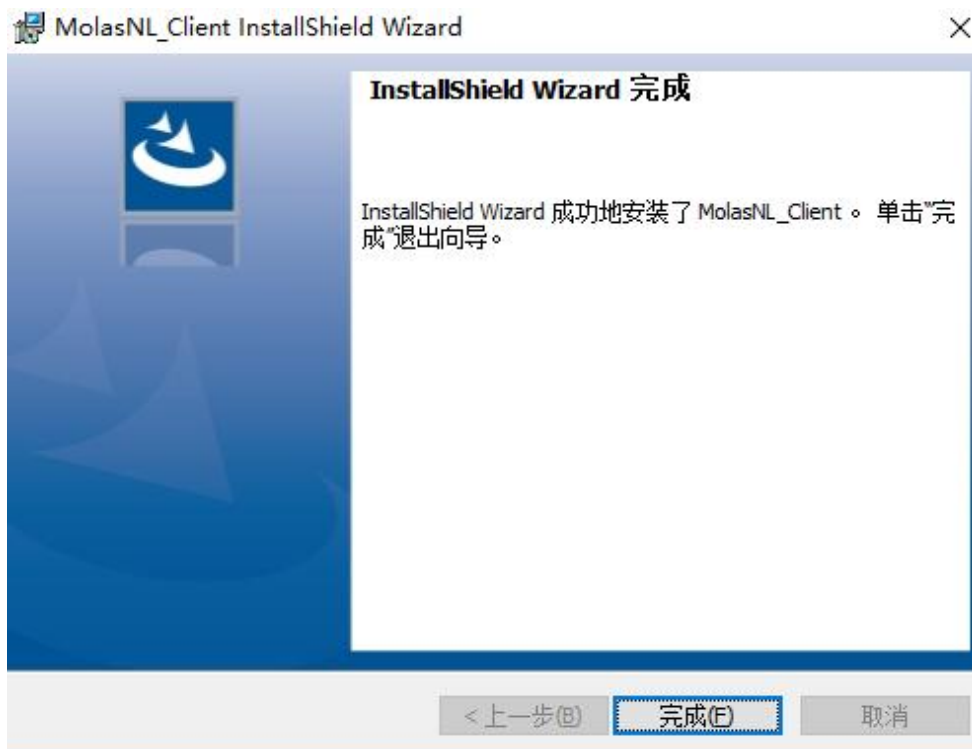 MolasNL_Client InstallShield Wizard
InstallShield Wizard 完成
InstallShield Wizard 成功地安装了 MolasNL_Client 。 单击“完
成”退出向导。
< 上一步(B) 完成(F) 取消